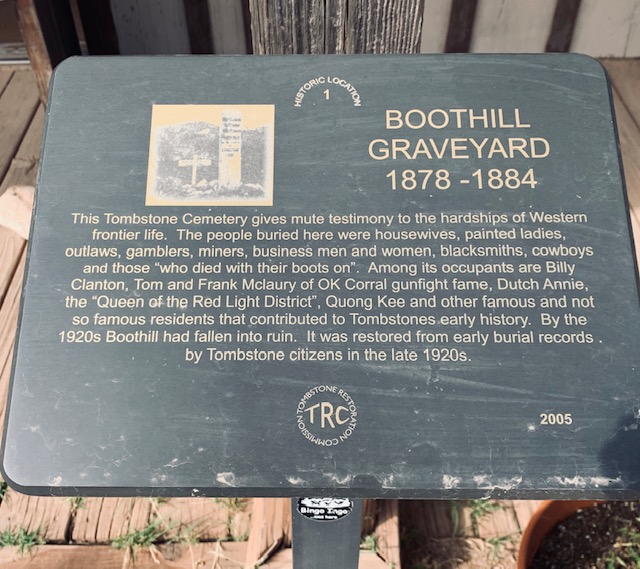 HISTORIC LOCATION
1
BOOTHILL
GRAVEYARD
1878 -1884
This Tombstone Cemetery gives mute testimony to the hardships of Western
frontier life.  The people buried here were housewives, painted ladies,
outlaws, gamblers, miners, business men and women, blacksmiths, cowboys
and those “who died with their boots on”.  Among its occupants are Billy
Clanton, Tom and Frank Mclaury of OK Corral gunfight fame, Dutch Annie,
the “Queen of the Red Light District”, Quong Kee and other famous and not
so famous residents that contributed to Tombstones early history.  By the
1920s Boothill had fallen into ruin.  It was restored from early burial records .
by Tombstone citizens in the late 1920s.
TOMBSTONE RESTORATION
TRC
COMMISSION
2005
Bingo Ingo
was here